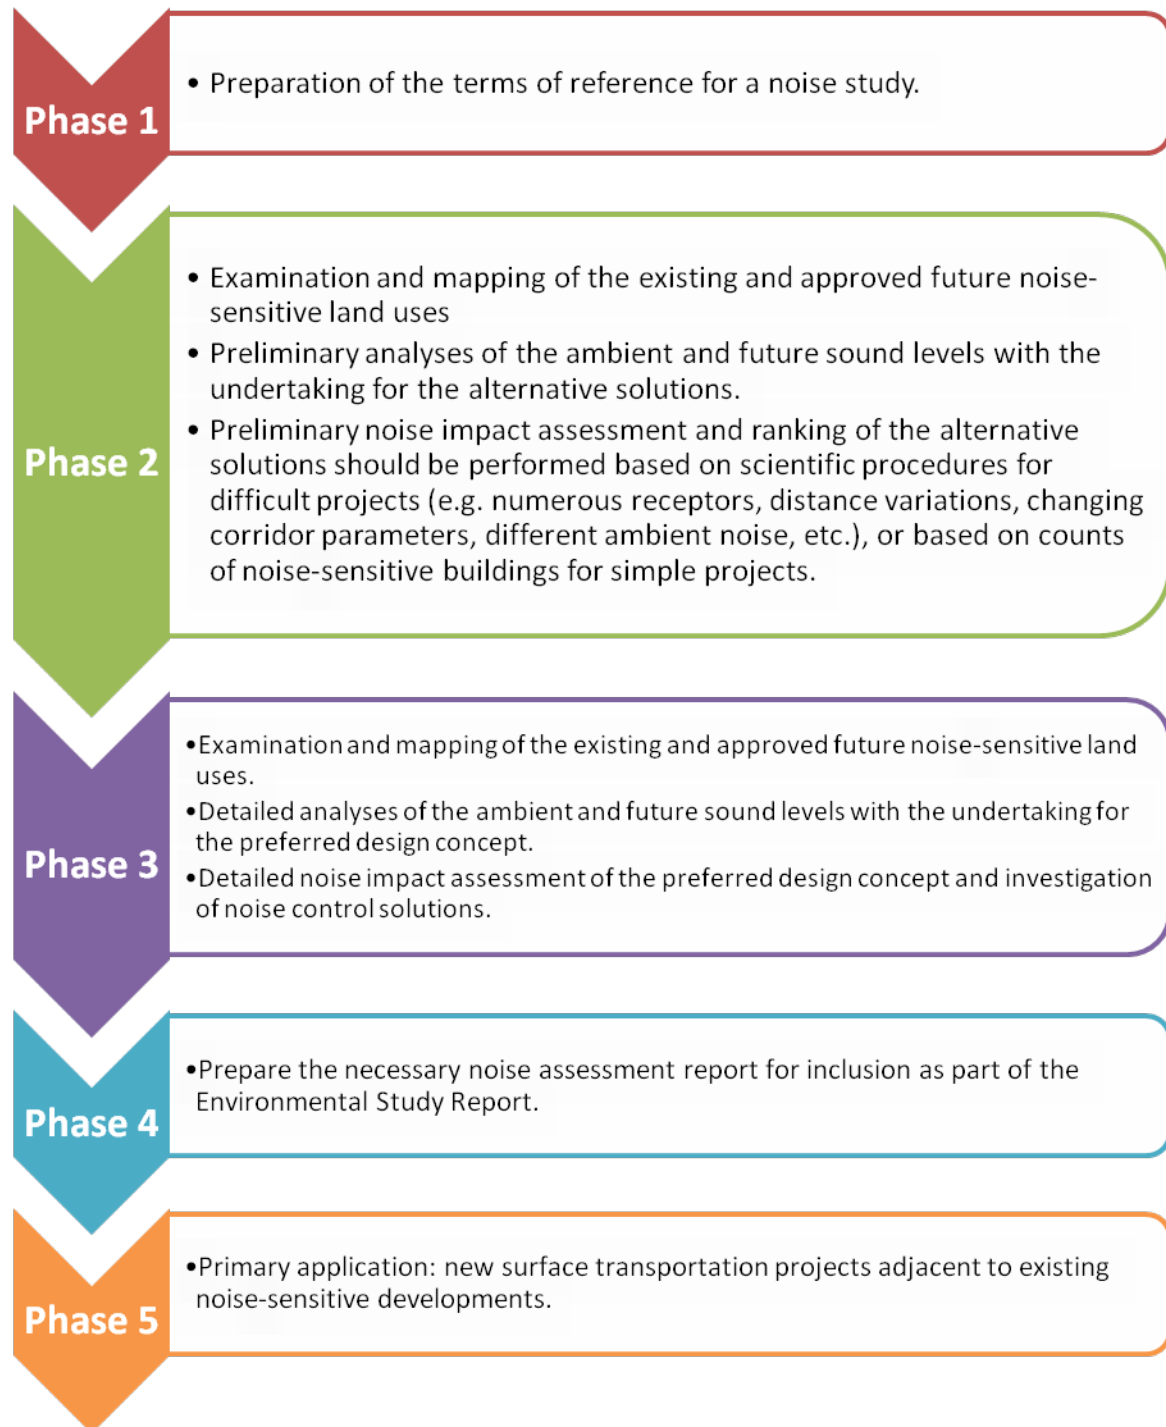 Phase 1
• Preparation of the terms of reference for a noise study.
Phase 2
• Examination and mapping of the existing and approved future noise-
sensitive land uses
• Preliminary analyses of the ambient and future sound levels with the
undertaking for the alternative solutions.
• Preliminary noise impact assessment and ranking of the alternative
solutions should be performed based on scientific procedures for
difficult projects (e.g. numerous receptors, distance variations, changing
corridor parameters, different ambient noise, etc.), or based on counts
of noise-sensitive buildings for simple projects.
Phase 3
•Examination and mapping of the existing and approved future noise-sensitive land
uses.
•Detailed analyses of the ambient and future sound levels with the undertaking for
the preferred design concept.
•Detailed noise impact assessment of the preferred design concept and investigation
of noise control solutions.
Phase 4
•Prepare the necessary noise assessment report for inclusion as part of the
Environmental Study Report.
Phase 5
•Primary application: new surface transportation projects adjacent to existing
noise-sensitive developments.